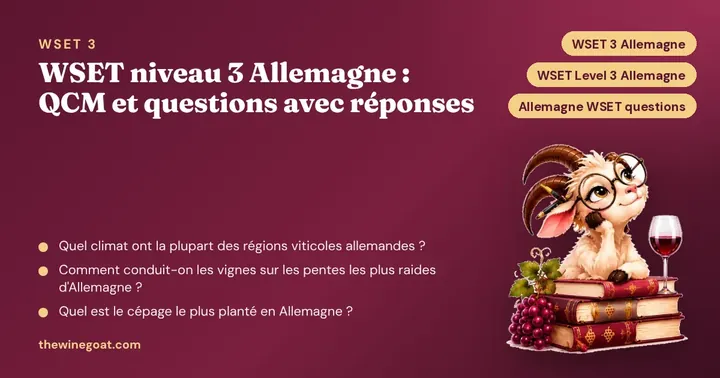 WSET 3
WSET niveau 3 Allemagne :
QCM et questions avec réponses
WSET 3 Allemagne
WSET Level 3 Allemagne
Allemagne WSET questions
Quel climat ont la plupart des régions viticoles allemandes ?
Comment conduit-on les vignes sur les pentes les plus raides
d'Allemagne ?
Quel est le cépage le plus planté en Allemagne ?
thewinegoat.com